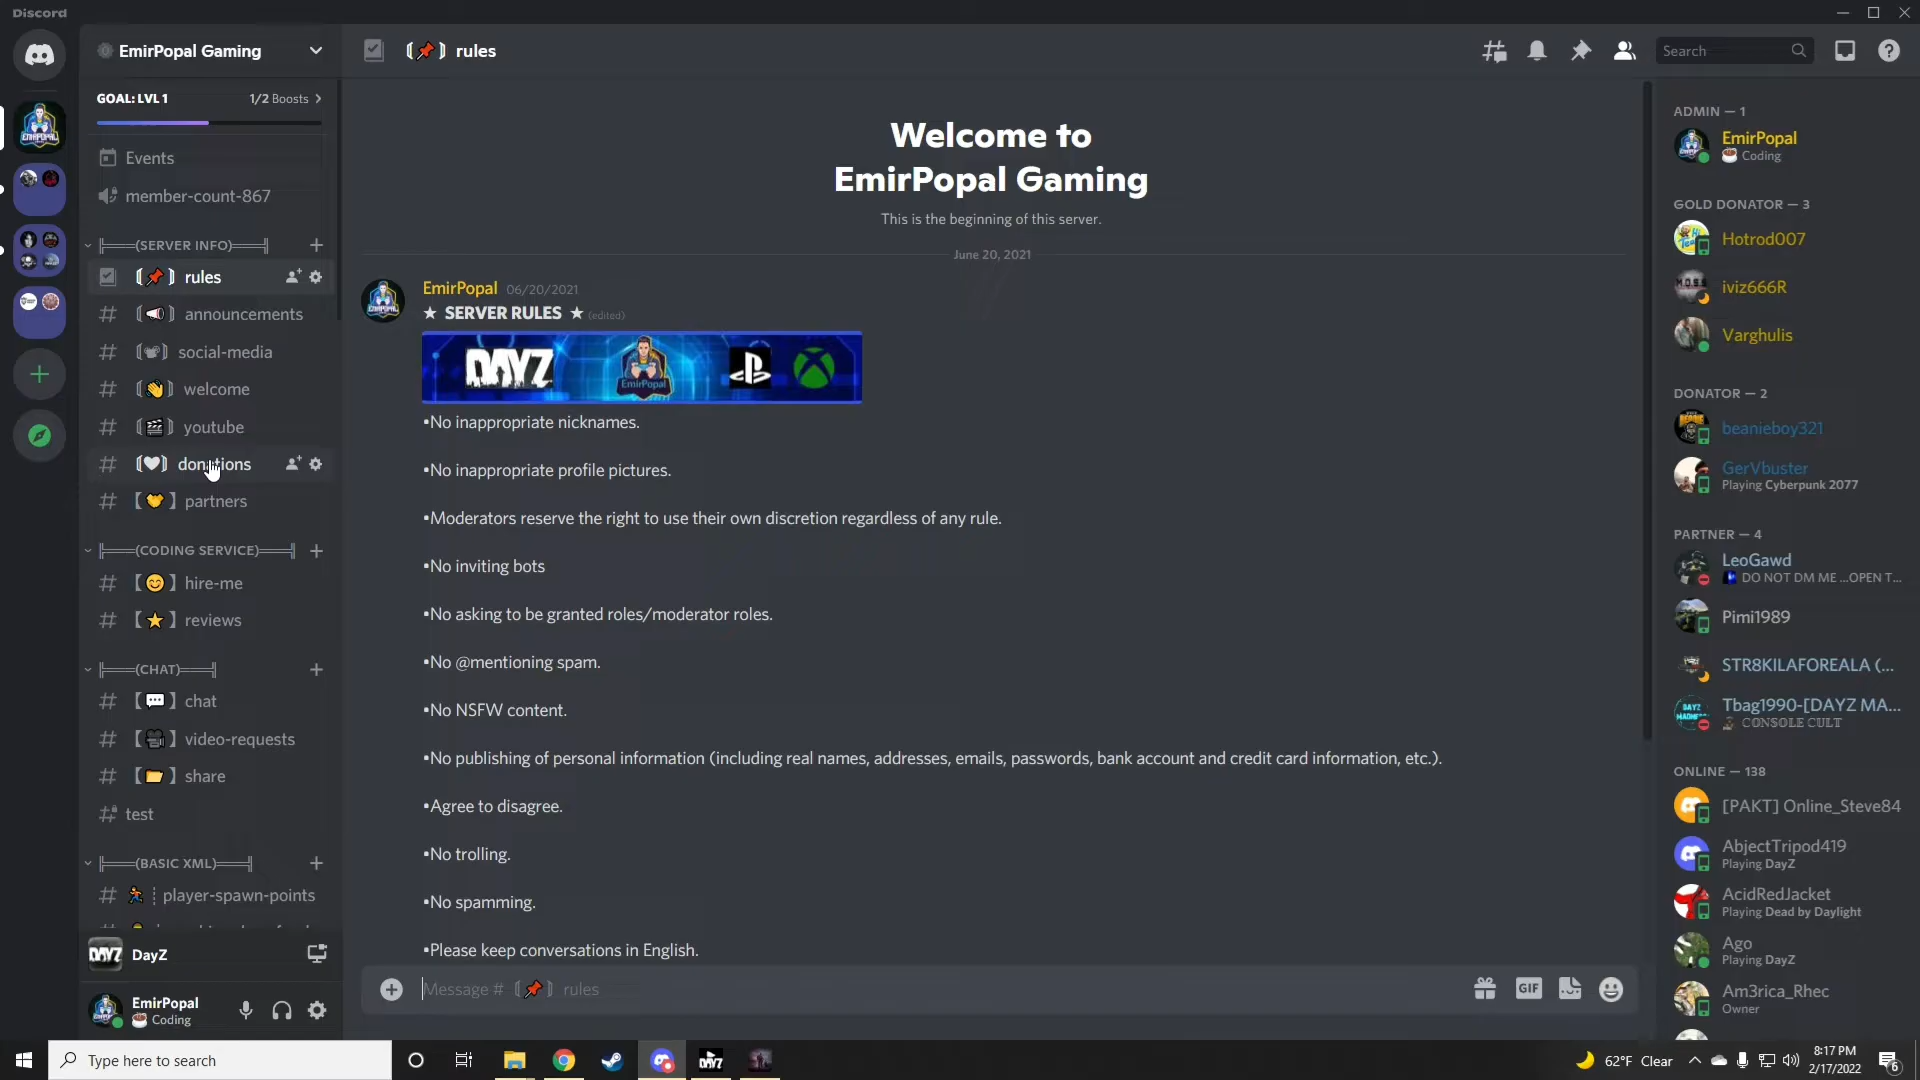 Discord
EmirPopal Gaming
GOAL: LVL 1 1/2 Boosts
Events
member-count-867
(SERVER INFO)
rules
announcements
social-media
welcome
youtube
donations
partners
(CODING SERVICE)
hire-me
reviews
(CHAT)
chat
video-requests
share
test
(BASIC XML)
player-spawn-points
DayZ
EmirPopal
Coding
rules
Search
Welcome to
EmirPopal Gaming
This is the beginning of this server.
June 20, 2021
EmirPopal 06/20/2021
★ SERVER RULES ★ (edited)
DAYZ EmirPopal
•No inappropriate nicknames.
•No inappropriate profile pictures.
•Moderators reserve the right to use their own discretion regardless of any rule.
•No inviting bots
•No asking to be granted roles/moderator roles.
•No @mentioning spam.
•No NSFW content.
•No publishing of personal information (including real names, addresses, emails, passwords, bank account and credit card information, etc.).
•Agree to disagree.
•No trolling.
•No spamming.
•Please keep conversations in English.
Message # rules
GIF
ADMIN — 1
EmirPopal
Coding
GOLD DONATOR — 3
Hotrod007
iviz666R
Varghulis
DONATOR — 2
beanieboy321
GerVbuster
Playing Cyberpunk 2077
PARTNER — 4
LeoGawd
DO NOT DM ME ...OPEN T...
Pimi1989
STR8KILAFOREALA (...
Tbag1990-[DAYZ MA...
CONSOLE CULT
ONLINE — 138
[PAKT] Online_Steve84
AbjectTripod419
Playing DayZ
AcidRedJacket
Playing Dead by Daylight
Ago
Playing DayZ
Am3rica_Rhec
Owner
Type here to search
62°F Clear
8:17 PM
2/17/2022
6